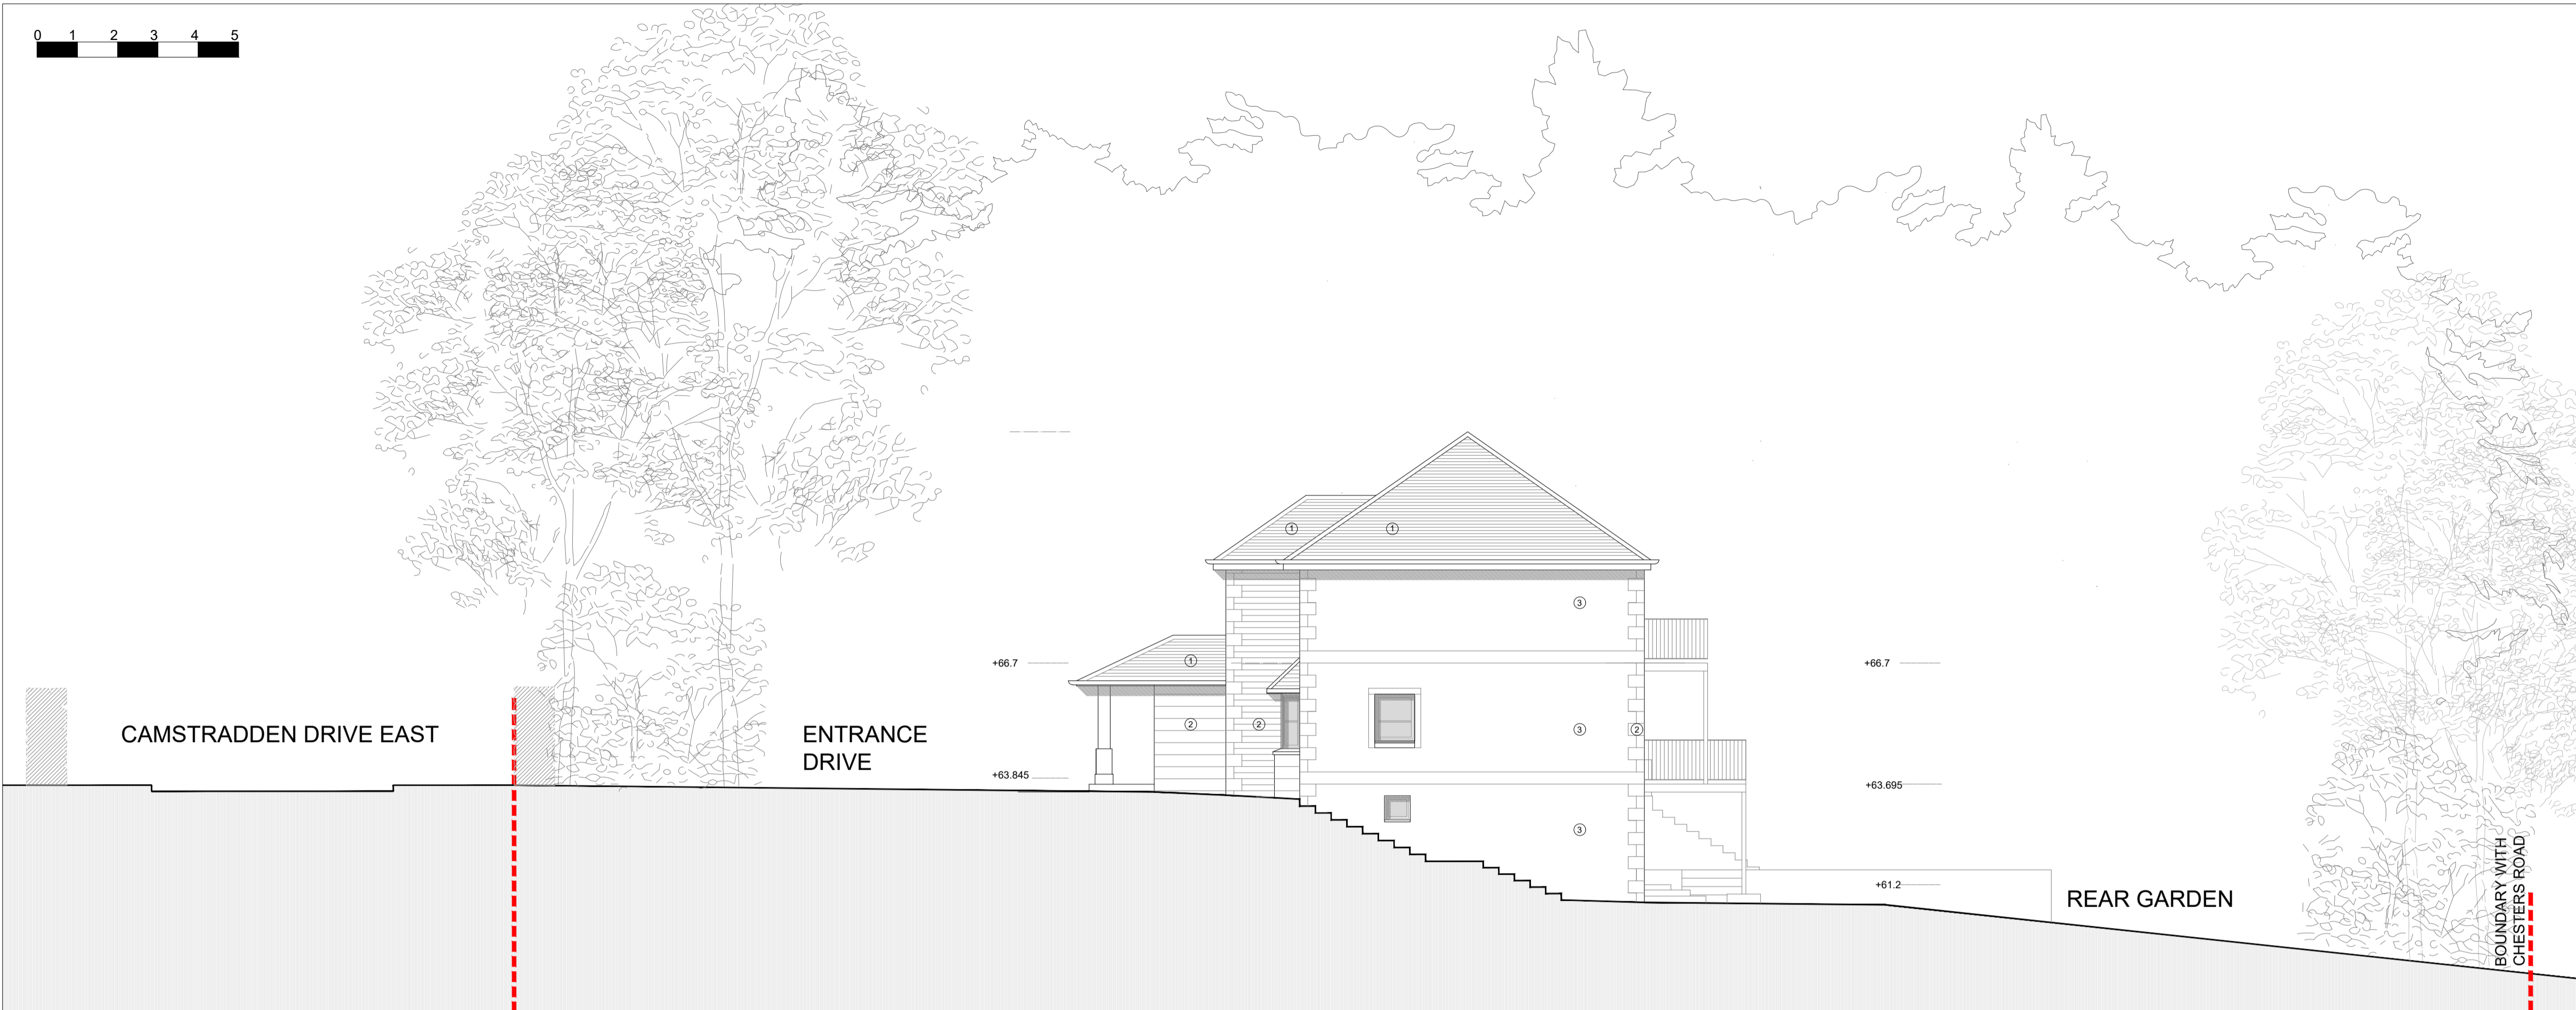 0 1 2 3 4 5
1 1
3
1
+66.7
+66.7
CAMSTRADDEN DRIVE EAST
ENTRANCE
DRIVE
2 2
3 2
+63.845
+63.695
3
+61.2
REAR GARDEN
BOUNDARY WITH
CHESTERS ROAD